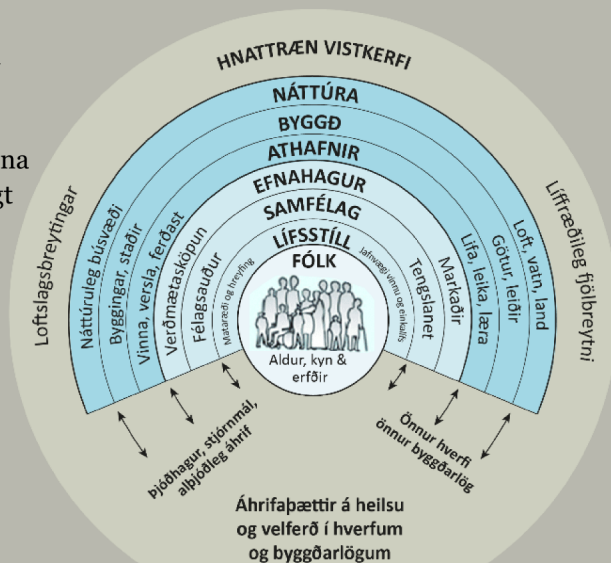 na
gt
HNATTRÆN VISTKERFI
Loftslagsbreytingar
Líffræðileg fjölbreytni
NÁTTÚRA
Náttúruleg búsvæði
Loft, vatn, land
BYGGÐ
Byggingar, staðir
Götur, leiðir
ATHAFNIR
Vinna, versla, ferðast
Lifa, leika, læra
EFNAHAGUR
Verðmætasköpun
Markaðir
SAMFÉLAG
Félagsauður
Tengslanet
LÍFSSTÍLL
Mataræði og hreyfing
Jafnvægi vinnu og einkalífs
FÓLK
Aldur, kyn &
erfðir
Þjóðhagur, stjórnmál,
alþjóðleg áhrif
Önnur hverfi
önnur byggðarlög
Áhrifaþættir á heilsu
og velferð í hverfum
og byggðarlögum